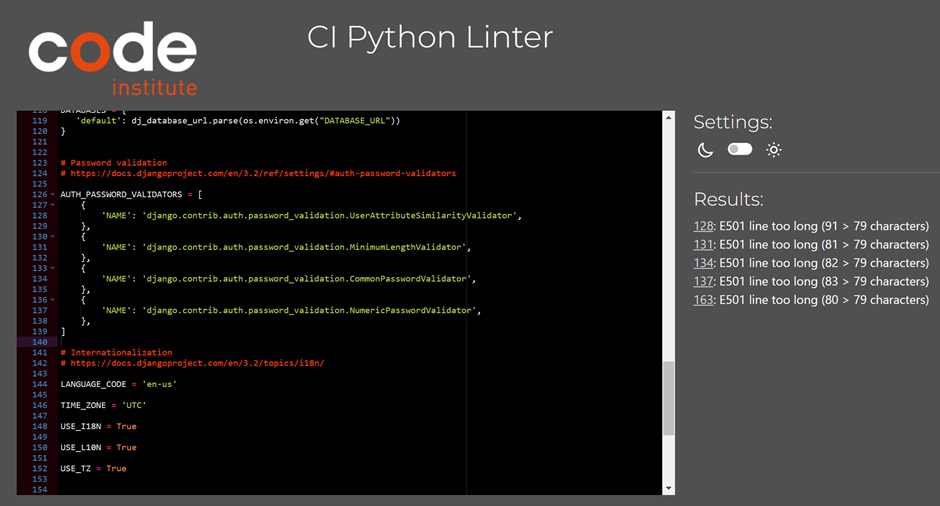 code
institute
CI Python Linter
118 DATABASES = {
119 'default': dj_database_url.parse(os.environ.get("DATABASE_URL"))
120 }
121
122
123 # Password validation
124 # https://docs.djangoproject.com/en/3.2/ref/settings/#auth-password-validators
125
126 AUTH_PASSWORD_VALIDATORS = [
127 {
128 'NAME': 'django.contrib.auth.password_validation.UserAttributeSimilarityValidator',
129 },
130 {
131 'NAME': 'django.contrib.auth.password_validation.MinimumLengthValidator',
132 },
133 {
134 'NAME': 'django.contrib.auth.password_validation.CommonPasswordValidator',
135 },
136 {
137 'NAME': 'django.contrib.auth.password_validation.NumericPasswordValidator',
138 },
139 ]
140
141 # Internationalization
142 # https://docs.djangoproject.com/en/3.2/topics/i18n/
143
144 LANGUAGE_CODE = 'en-us'
145
146 TIME_ZONE = 'UTC'
147
148 USE_I18N = True
149
150 USE_L10N = True
151
152 USE_TZ = True
153
154
Settings:
Results:
128: E501 line too long (91 > 79 characters)
131: E501 line too long (81 > 79 characters)
134: E501 line too long (82 > 79 characters)
137: E501 line too long (83 > 79 characters)
163: E501 line too long (80 > 79 characters)